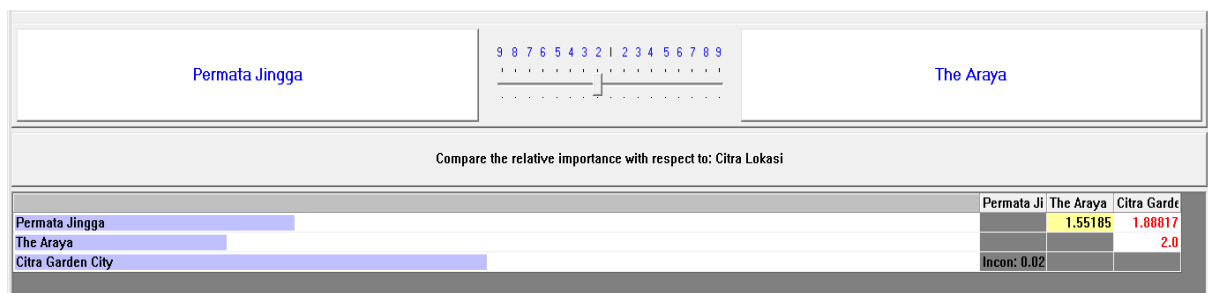 Permata Jingga
9 8 7 6 5 4 3 2 1 2 3 4 5 6 7 8 9
The Araya
Compare the relative importance with respect to: Citra Lokasi
Permata Ji The Araya Citra Garde
Permata Jingga 1.55185 1.88817
The Araya 2.0
Citra Garden City Incon: 0.02